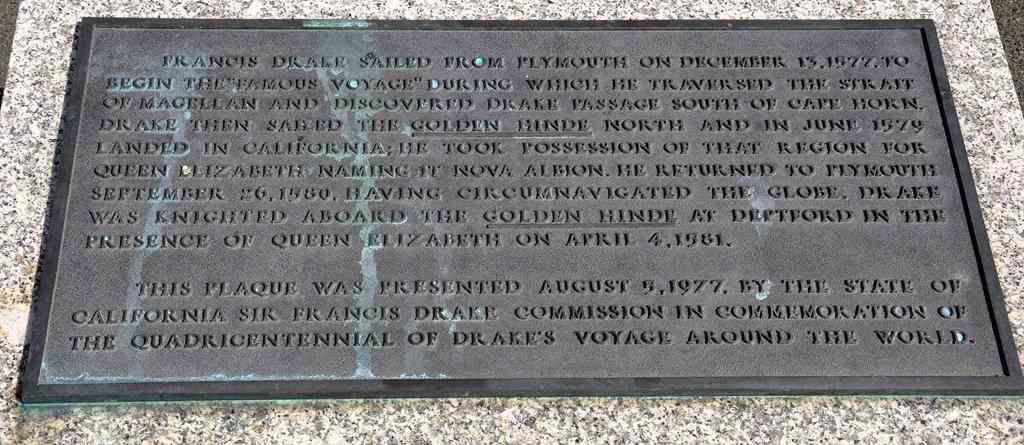 FRANCIS DRAKE SAILED FROM PLYMOUTH ON DECEMBER 13, 1577, TO
BEGIN THE "FAMOUS VOYAGE" DURING WHICH HE TRAVERSED THE STRAIT
OF MAGELLAN AND DISCOVERED DRAKE PASSAGE SOUTH OF CAPE HORN.
DRAKE THEN SAILED THE GOLDEN HINDE NORTH AND IN JUNE 1579
LANDED IN CALIFORNIA; HE TOOK POSSESSION OF THAT REGION FOR
QUEEN ELIZABETH NAMING IT NOVA ALBION. HE RETURNED TO PLYMOUTH
SEPTEMBER 26, 1580, HAVING CIRCUMNAVIGATED THE GLOBE. DRAKE
WAS KNIGHTED ABOARD THE GOLDEN HINDE AT DEPTFORD IN THE
PRESENCE OF QUEEN ELIZABETH ON APRIL 4, 1581.
THIS PLAQUE WAS PRESENTED AUGUST 5, 1977, BY THE STATE OF
CALIFORNIA SIR FRANCIS DRAKE COMMISSION IN COMMEMORATION OF
THE QUADRICENTENNIAL OF DRAKE'S VOYAGE AROUND THE WORLD.